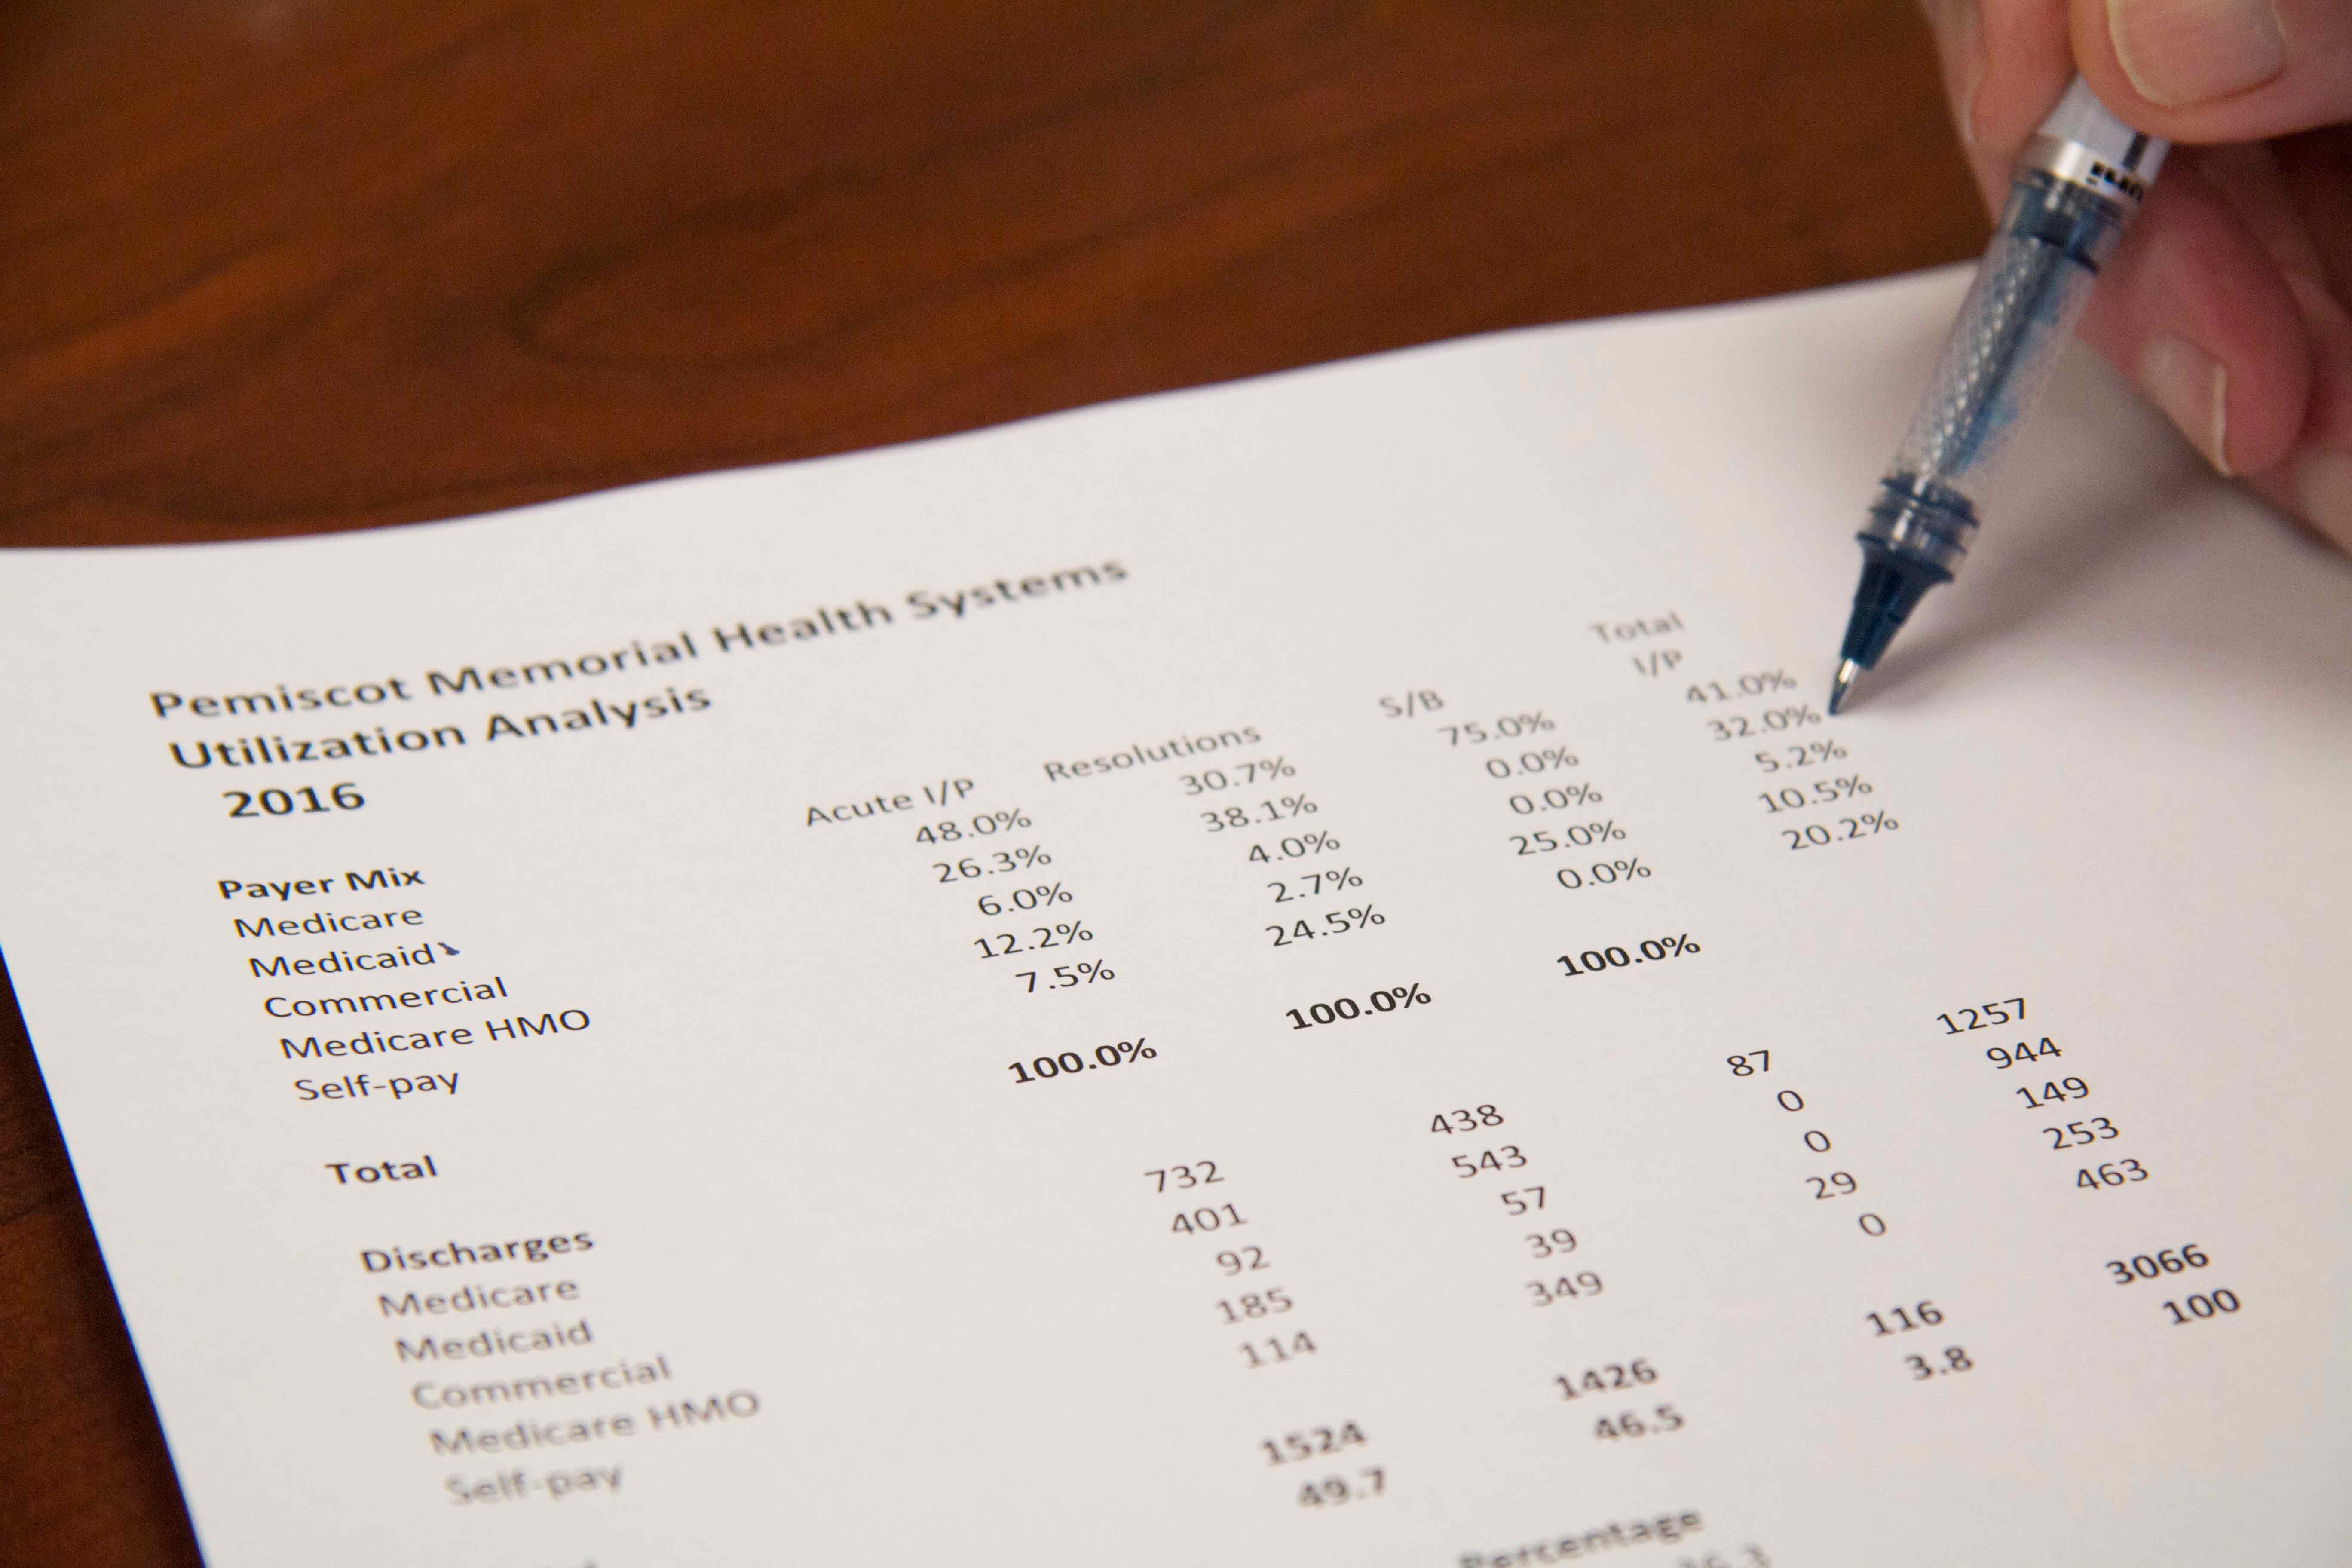 Pemiscot Memorial Health Systems
Utilization Analysis
2016
Total
Acute I/P Resolutions S/B I/P
Payer Mix
Medicare 48.0% 30.7% 75.0% 41.0%
Medicaid 26.3% 38.1% 0.0% 32.0%
Commercial 6.0% 4.0% 0.0% 5.2%
Medicare HMO 12.2% 2.7% 25.0% 10.5%
Self-pay 7.5% 24.5% 0.0% 20.2%
Total 100.0% 100.0% 100.0%
Discharges
Medicare 732 438 87 1257
Medicaid 401 543 0 944
Commercial 92 57 0 149
Medicare HMO 185 39 29 253
Self-pay 114 349 0 463
1524 1426 116 3066
49.7 46.5 3.8 100
Percentage